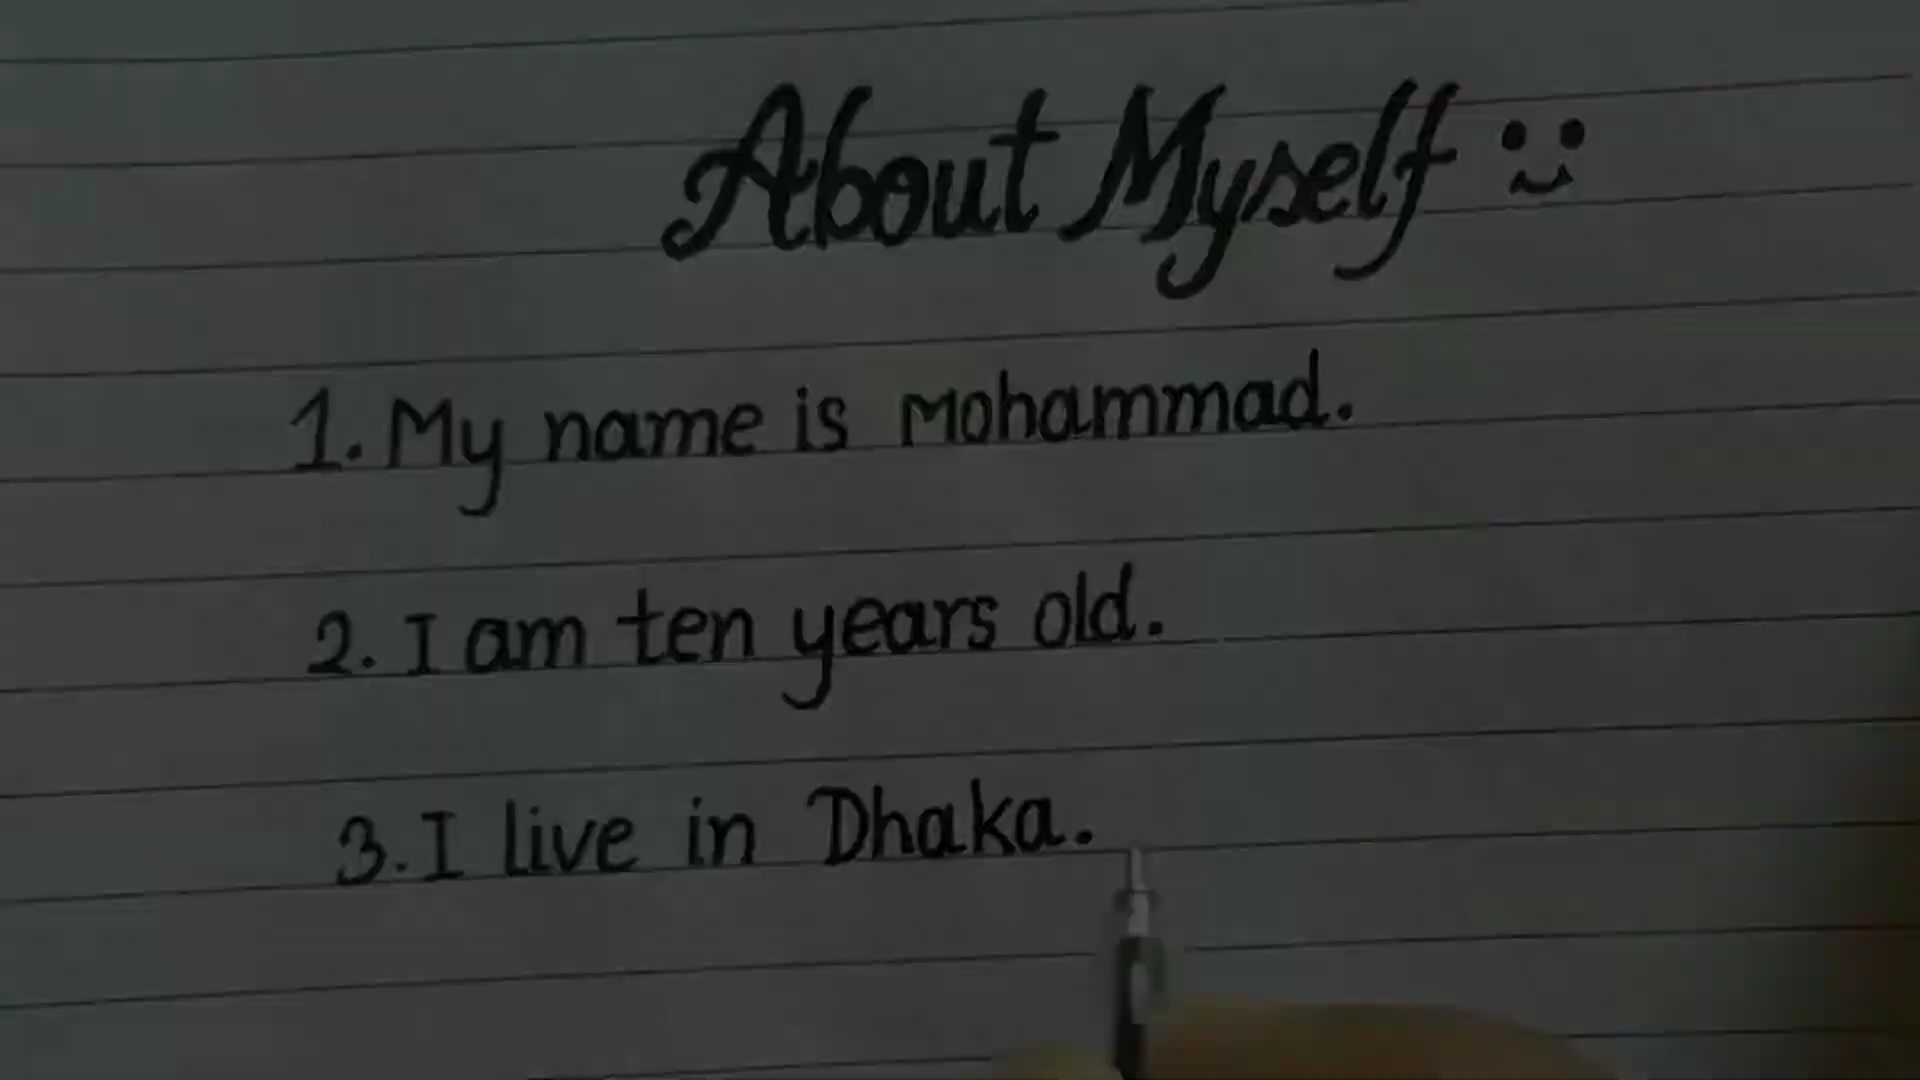 About Myself
1. My name is Mohammad.
2. I am ten years old.
3. I live in Dhaka.